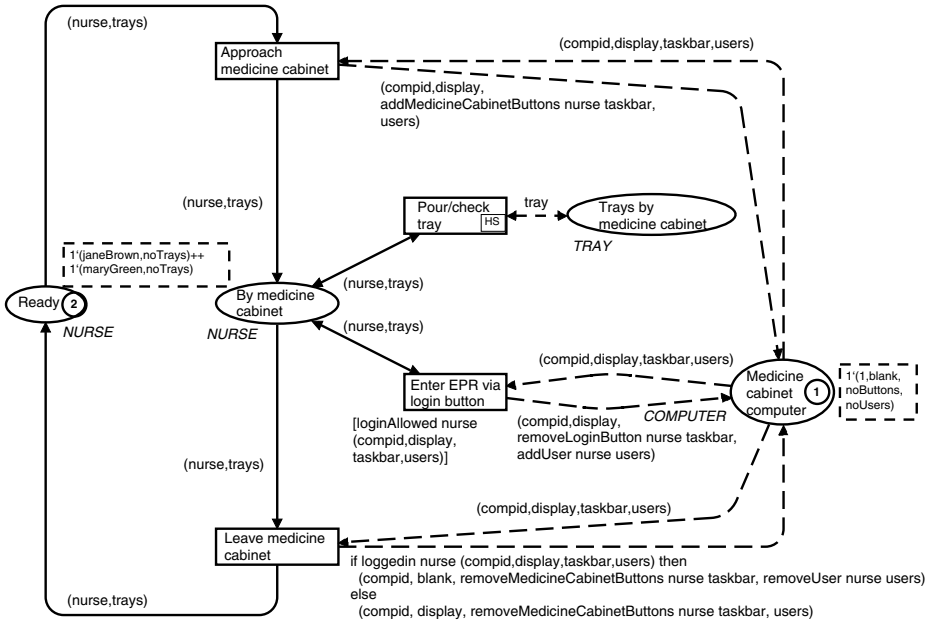 (nurse,trays)
Approach
medicine cabinet
(compid,display,taskbar,users)
(compid,display,
addMedicineCabinetButtons nurse taskbar,
users)
(nurse,trays)
Pour/check
tray
HS
tray
Trays by
medicine cabinet
TRAY
1`(janeBrown,noTrays)++
1`(maryGreen,noTrays)
Ready
2
NURSE
By medicine
cabinet
NURSE
(nurse,trays)
(nurse,trays)
Enter EPR via
login button
[loginAllowed nurse
(compid,display,
taskbar,users)]
(compid,display,taskbar,users)
COMPUTER
(compid,display,
removeLoginButton nurse taskbar,
addUser nurse users)
Medicine
cabinet
computer
1
1`(1,blank,
noButtons,
noUsers)
(nurse,trays)
(compid,display,taskbar,users)
Leave medicine
cabinet
if loggedin nurse (compid,display,taskbar,users) then
(compid, blank, removeMedicineCabinetButtons nurse taskbar, removeUser nurse users)
else
(compid, display, removeMedicineCabinetButtons nurse taskbar, users)
(nurse,trays)